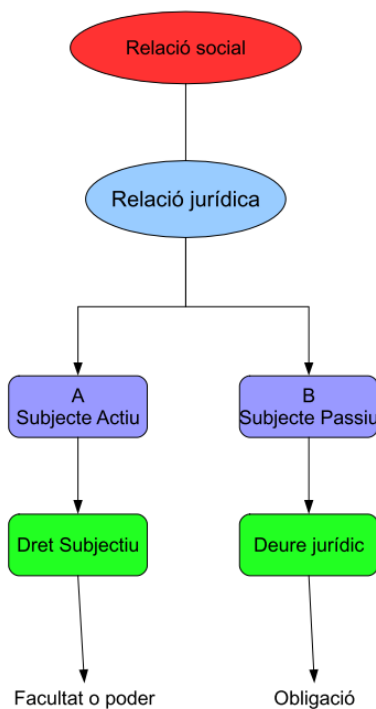 Relació social
Relació jurídica
A
Subjecte Actiu
B
Subjecte Passiu
Dret Subjectiu
Deure jurídic
Facultat o poder
Obligació